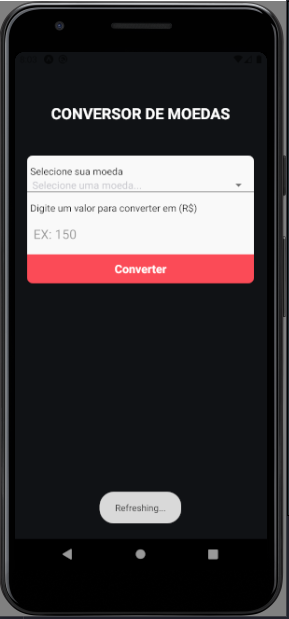 CONVERSOR DE MOEDAS
Selecione sua moeda
Selecione uma moeda...
Digite um valor para converter em (R$)
EX: 150
Converter
Refreshing...